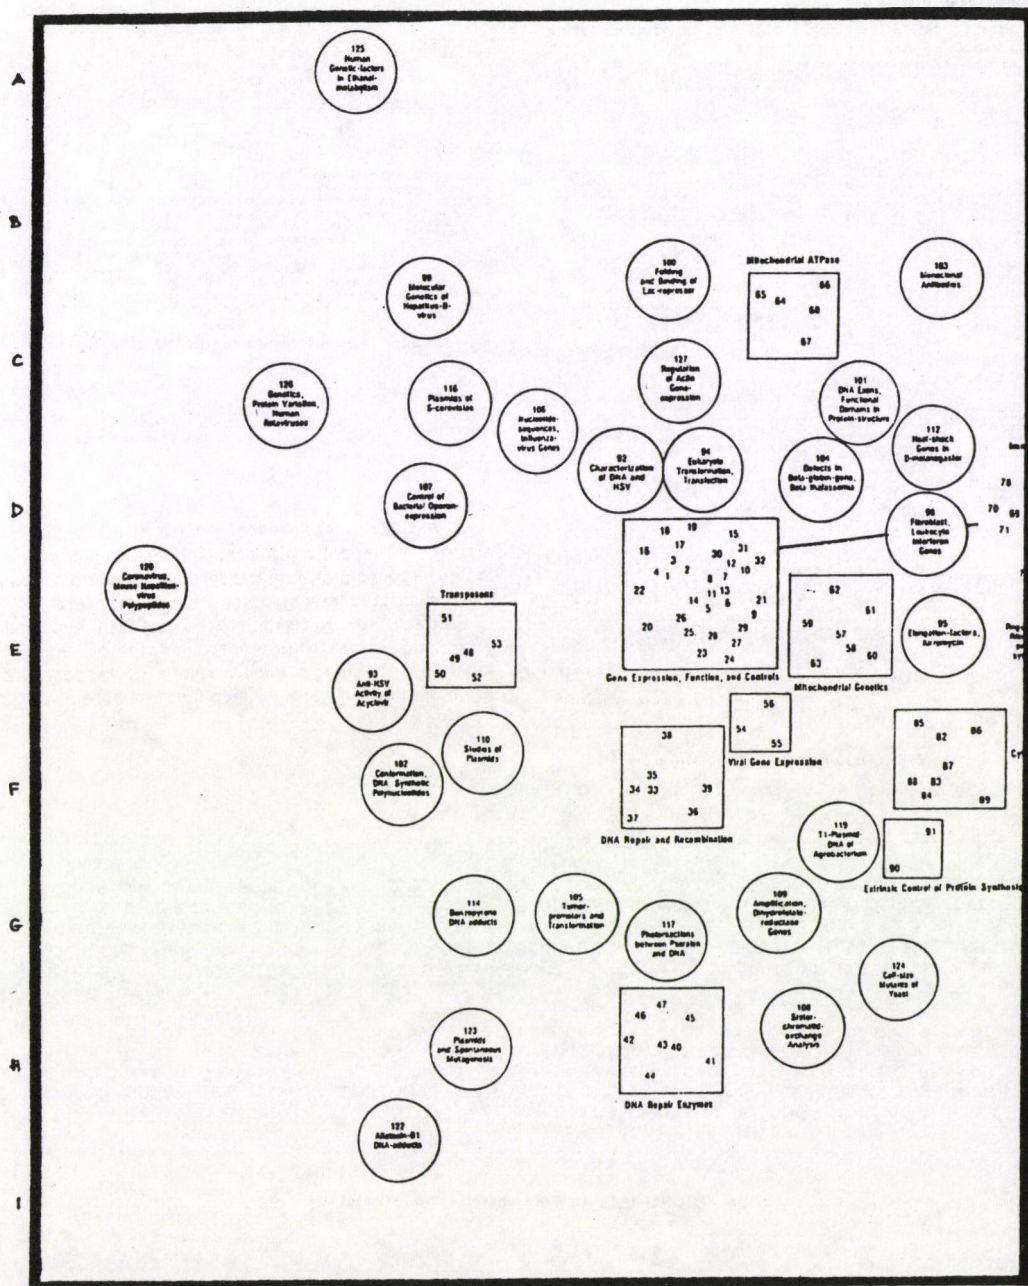 A
125
Human
Genetic-factors
in Ethanol-
metabolism
B
99
Molecular
Genetics of
Hepatitis-B
virus
100
Folding
and Binding of
Lac-repressor
Mitochondrial ATPase
66
65
64
68
67
103
Monoclonal
Antibodies
C
126
Genetics,
Protein Variation,
Human
Rotaviruses
116
Plasmids of
S-cerevisiae
106
Nucleotide-
sequences,
Influenza-
virus Genes
127
Regulation
of Actin
Gene-
expression
101
DNA Exons,
Functional
Domains in
Protein-structure
112
Heat-shock
Genes in
D-melanogaster
92
Characterization
of DNA and
HSV
94
Eukaryote
Transformation,
Transfection
104
Defects in
Beta-globin-gene,
Beta thalassemia
D
107
Control of
Bacterial Operon-
expression
78
70
69
71
98
Fibroblast,
Leukocyte
Interferon
Genes
120
Coronavirus,
Polypeptides
18 19 15
16 17 30 31
3 12 32
4 1 2 8 7 10
22 11 13
14 6 21
5 9
20 26 25 28 29
23 27
24
Gene Expression, Function, and Controls
62
61
59
57
58
60
63
Mitochondrial Genetics
95
Elongation-factors,
E
Transposons
51
53
48
49
50
52
93
Anti-HSV
Activity of
Acyclovir
110
Studies of
Plasmids
56
54
55
Viral Gene Expression
85
86
82
87
88 83
84
89
F
102
Conformation,
DNA Synthetic
Polynucleotides
38
35
34 33
39
37
36
DNA Repair and Recombination
119
Ti-Plasmid
DNA of
Agrobacterium
91
90
Extrinsic Control of Protein Synthesis
G
114
Benzopyrene
DNA adducts
105
Tumor-
promoters and
Transformation
117
Photoreactions
between Psoralen
and DNA
109
Amplification,
Dihydrofolate-
reductase
Genes
124
Cell-size
Mutants of
Yeast
H
123
Plasmids
and Spontaneous
Mutagenesis
47
46
45
42
43 40
41
44
DNA Repair Enzymes
108
Sister-
chromatid-
exchange
Analysis
122
Aflatoxin-B1
DNA-adducts
I